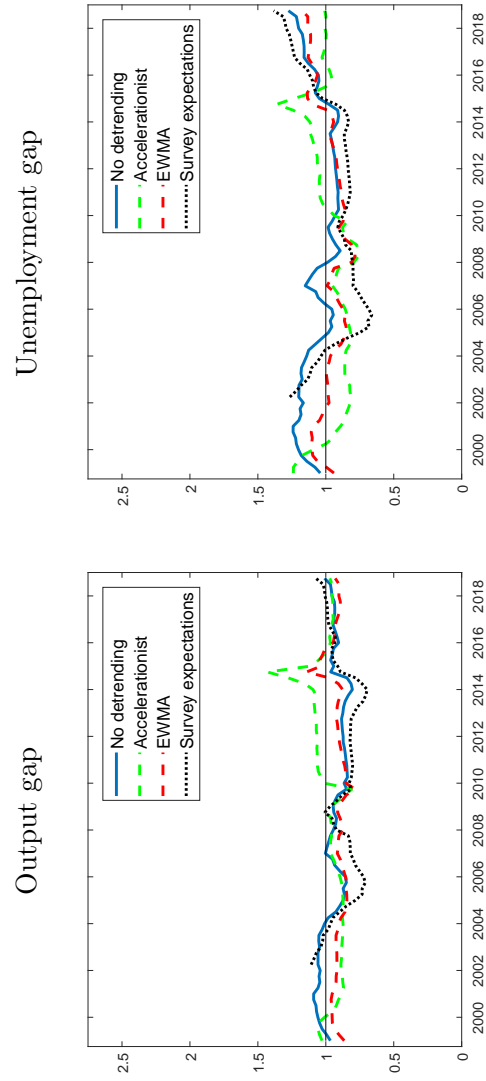 Output gap
No detrending
Accelerationist
EWMA
Survey expectations
2.5
2
1.5
1
0.5
0
2000 2002 2004 2006 2008 2010 2012 2014 2016 2018
Unemployment gap
No detrending
Accelerationist
EWMA
Survey expectations
2.5
2
1.5
1
0.5
0
2000 2002 2004 2006 2008 2010 2012 2014 2016 2018